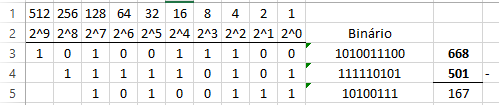 1 512 256 128 64 32 16 8 4 2 1
2 2^9 2^8 2^7 2^6 2^5 2^4 2^3 2^2 2^1 2^0 Binário
3 1 0 1 0 0 1 1 1 0 0 1010011100 668
4 1 1 1 1 1 0 1 0 1 111110101 501 -
5 1 0 1 0 0 1 1 1 10100111 167